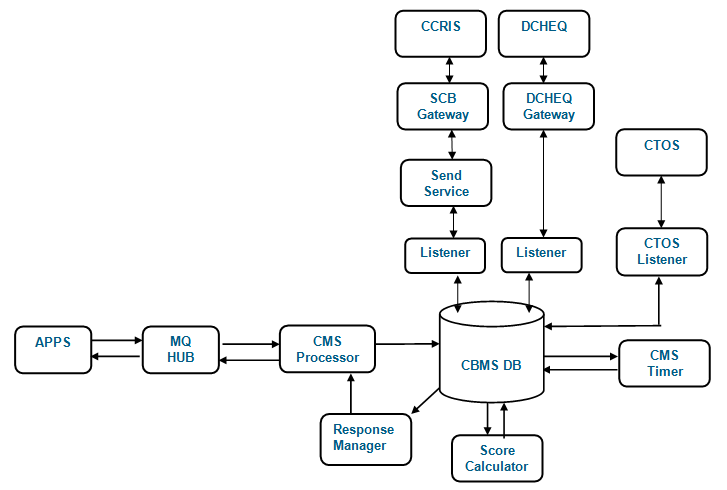 CCRIS
DCHEQ
SCB
Gateway
DCHEQ
Gateway
CTOS
Send
Service
Listener
Listener
CTOS
Listener
APPS
MQ
HUB
CMS
Processor
CBMS DB
CMS
Timer
Response
Manager
Score
Calculator